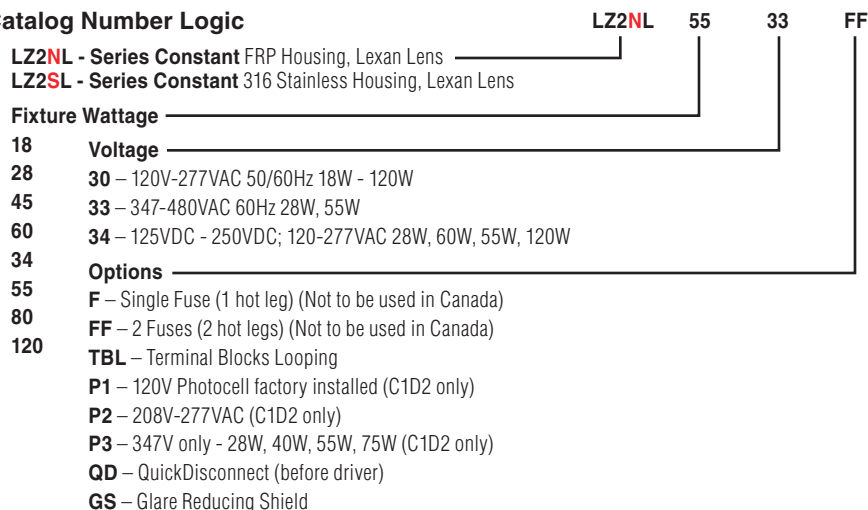 Catalog Number Logic LZ2NL 55 33 FF
LZ2NL - Series Constant FRP Housing, Lexan Lens
LZ2SL - Series Constant 316 Stainless Housing, Lexan Lens
Fixture Wattage
18
28
45
60
34
55
80
120
Voltage
30 – 120V-277VAC 50/60Hz 18W - 120W
33 – 347-480VAC 60Hz 28W, 55W
34 – 125VDC - 250VDC; 120-277VAC 28W, 60W, 55W, 120W
Options
F – Single Fuse (1 hot leg) (Not to be used in Canada)
FF – 2 Fuses (2 hot legs) (Not to be used in Canada)
TBL – Terminal Blocks Looping
P1 – 120V Photocell factory installed (C1D2 only)
P2 – 208V-277VAC (C1D2 only)
P3 – 347V only - 28W, 40W, 55W, 75W (C1D2 only)
QD – QuickDisconnect (before driver)
GS – Glare Reducing Shield